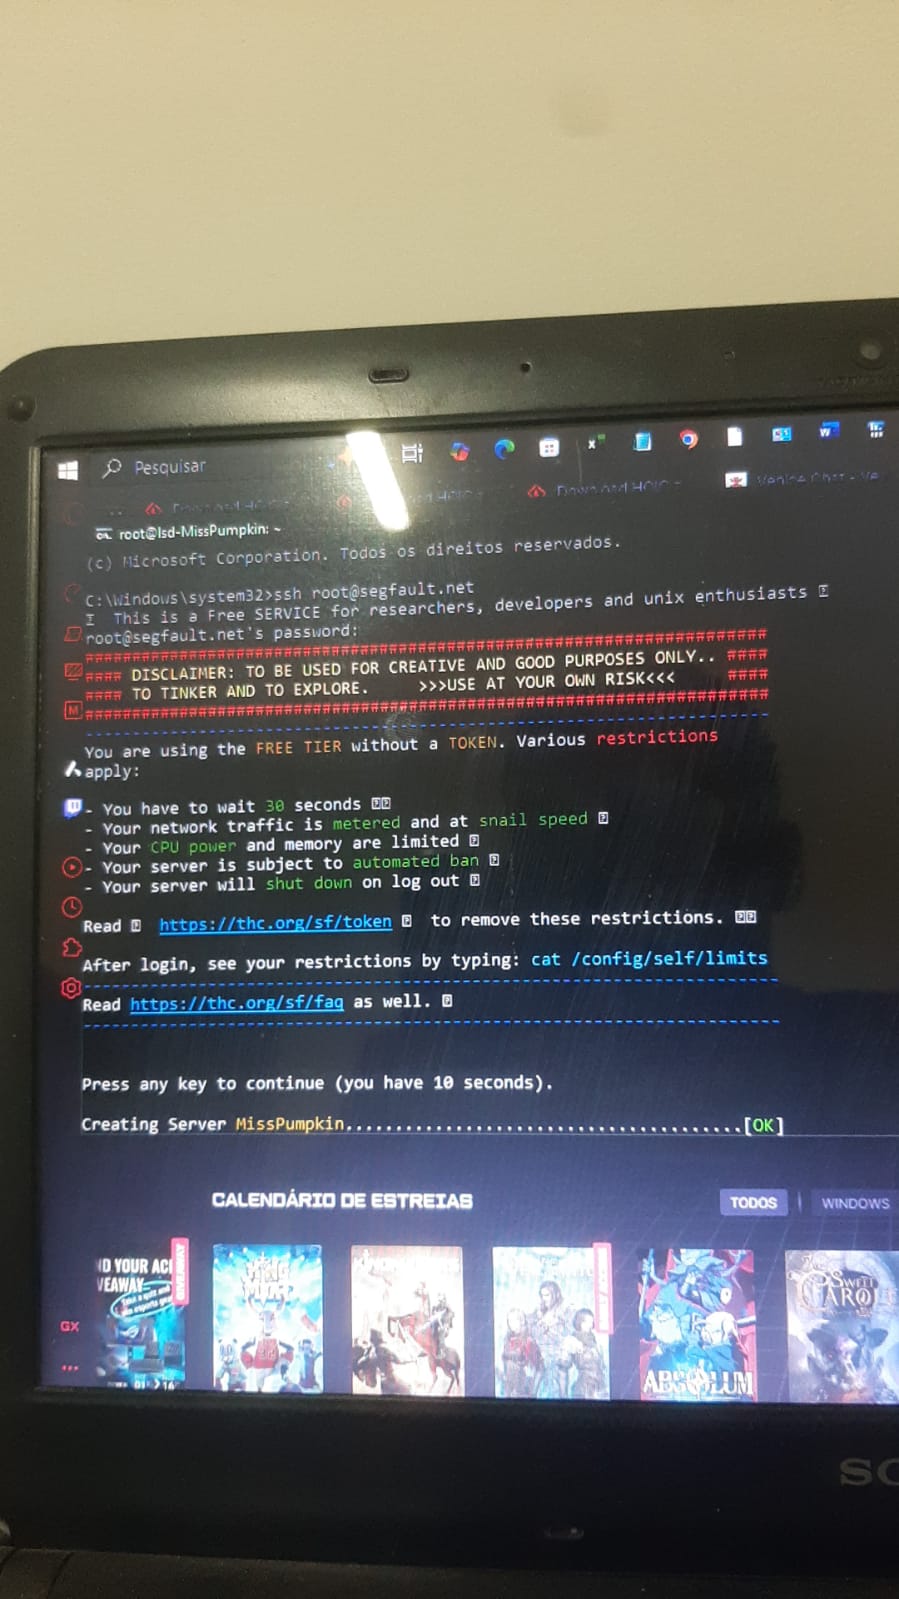 Pesquisar
root@lsd-MissPumpkin: ~
(c) Microsoft Corporation. Todos os direitos reservados.
C:\Windows\system32>ssh root@segfault.net
This is a Free SERVICE for researchers, developers and unix enthusiasts
root@segfault.net's password:
####################################################################
#### DISCLAIMER: TO BE USED FOR CREATIVE AND GOOD PURPOSES ONLY.. ####
#### TO TINKER AND TO EXPLORE. >>>USE AT YOUR OWN RISK<<< ####
####################################################################
You are using the FREE TIER without a TOKEN. Various restrictions
apply:
- You have to wait 30 seconds
- Your network traffic is metered and at snail speed
- Your CPU power and memory are limited
- Your server is subject to automated ban
- Your server will shut down on log out
Read https://thc.org/sf/token to remove these restrictions.
After login, see your restrictions by typing: cat /config/self/limits
Read https://thc.org/sf/faq as well.
Press any key to continue (you have 10 seconds).
Creating Server MissPumpkin.......................................[OK]
CALENDÁRIO DE ESTREIAS
TODOS
WINDOWS
GIVEAWAY
GX
ABSOLUM
SWEET